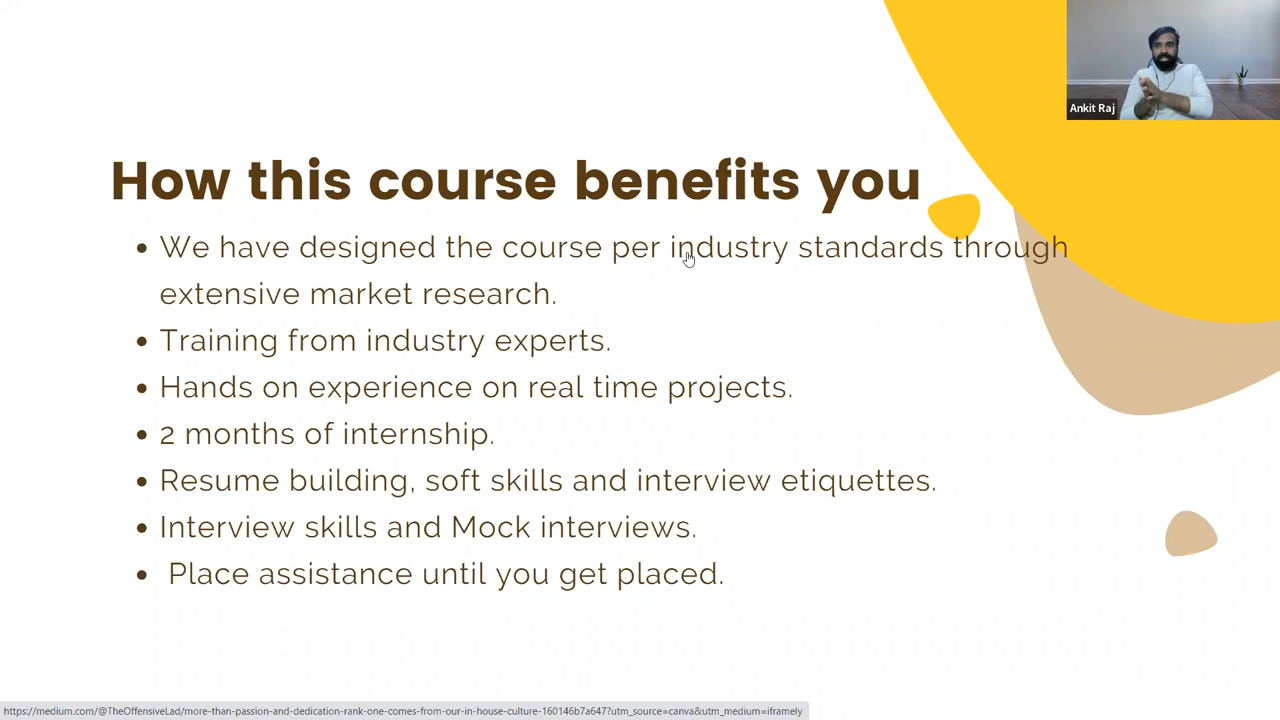 Ankit Raj
How this course benefits you
• We have designed the course per industry standards through
extensive market research.
• Training from industry experts.
• Hands on experience on real time projects.
• 2 months of internship.
• Resume building, soft skills and interview etiquettes.
• Interview skills and Mock interviews.
• Place assistance until you get placed.
https://medium.com/@TheOffensiveLad/more-than-passion-and-dedication-rank-one-comes-from-our-in-house-culture-160146b7a647?utm_source=canva&utm_medium=iframely